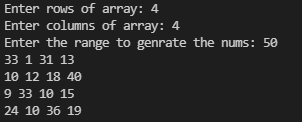 Enter rows of array: 4
Enter columns of array: 4
Enter the range to genrate the nums: 50
33 1 31 13
10 12 18 40
9 33 10 15
24 10 36 19